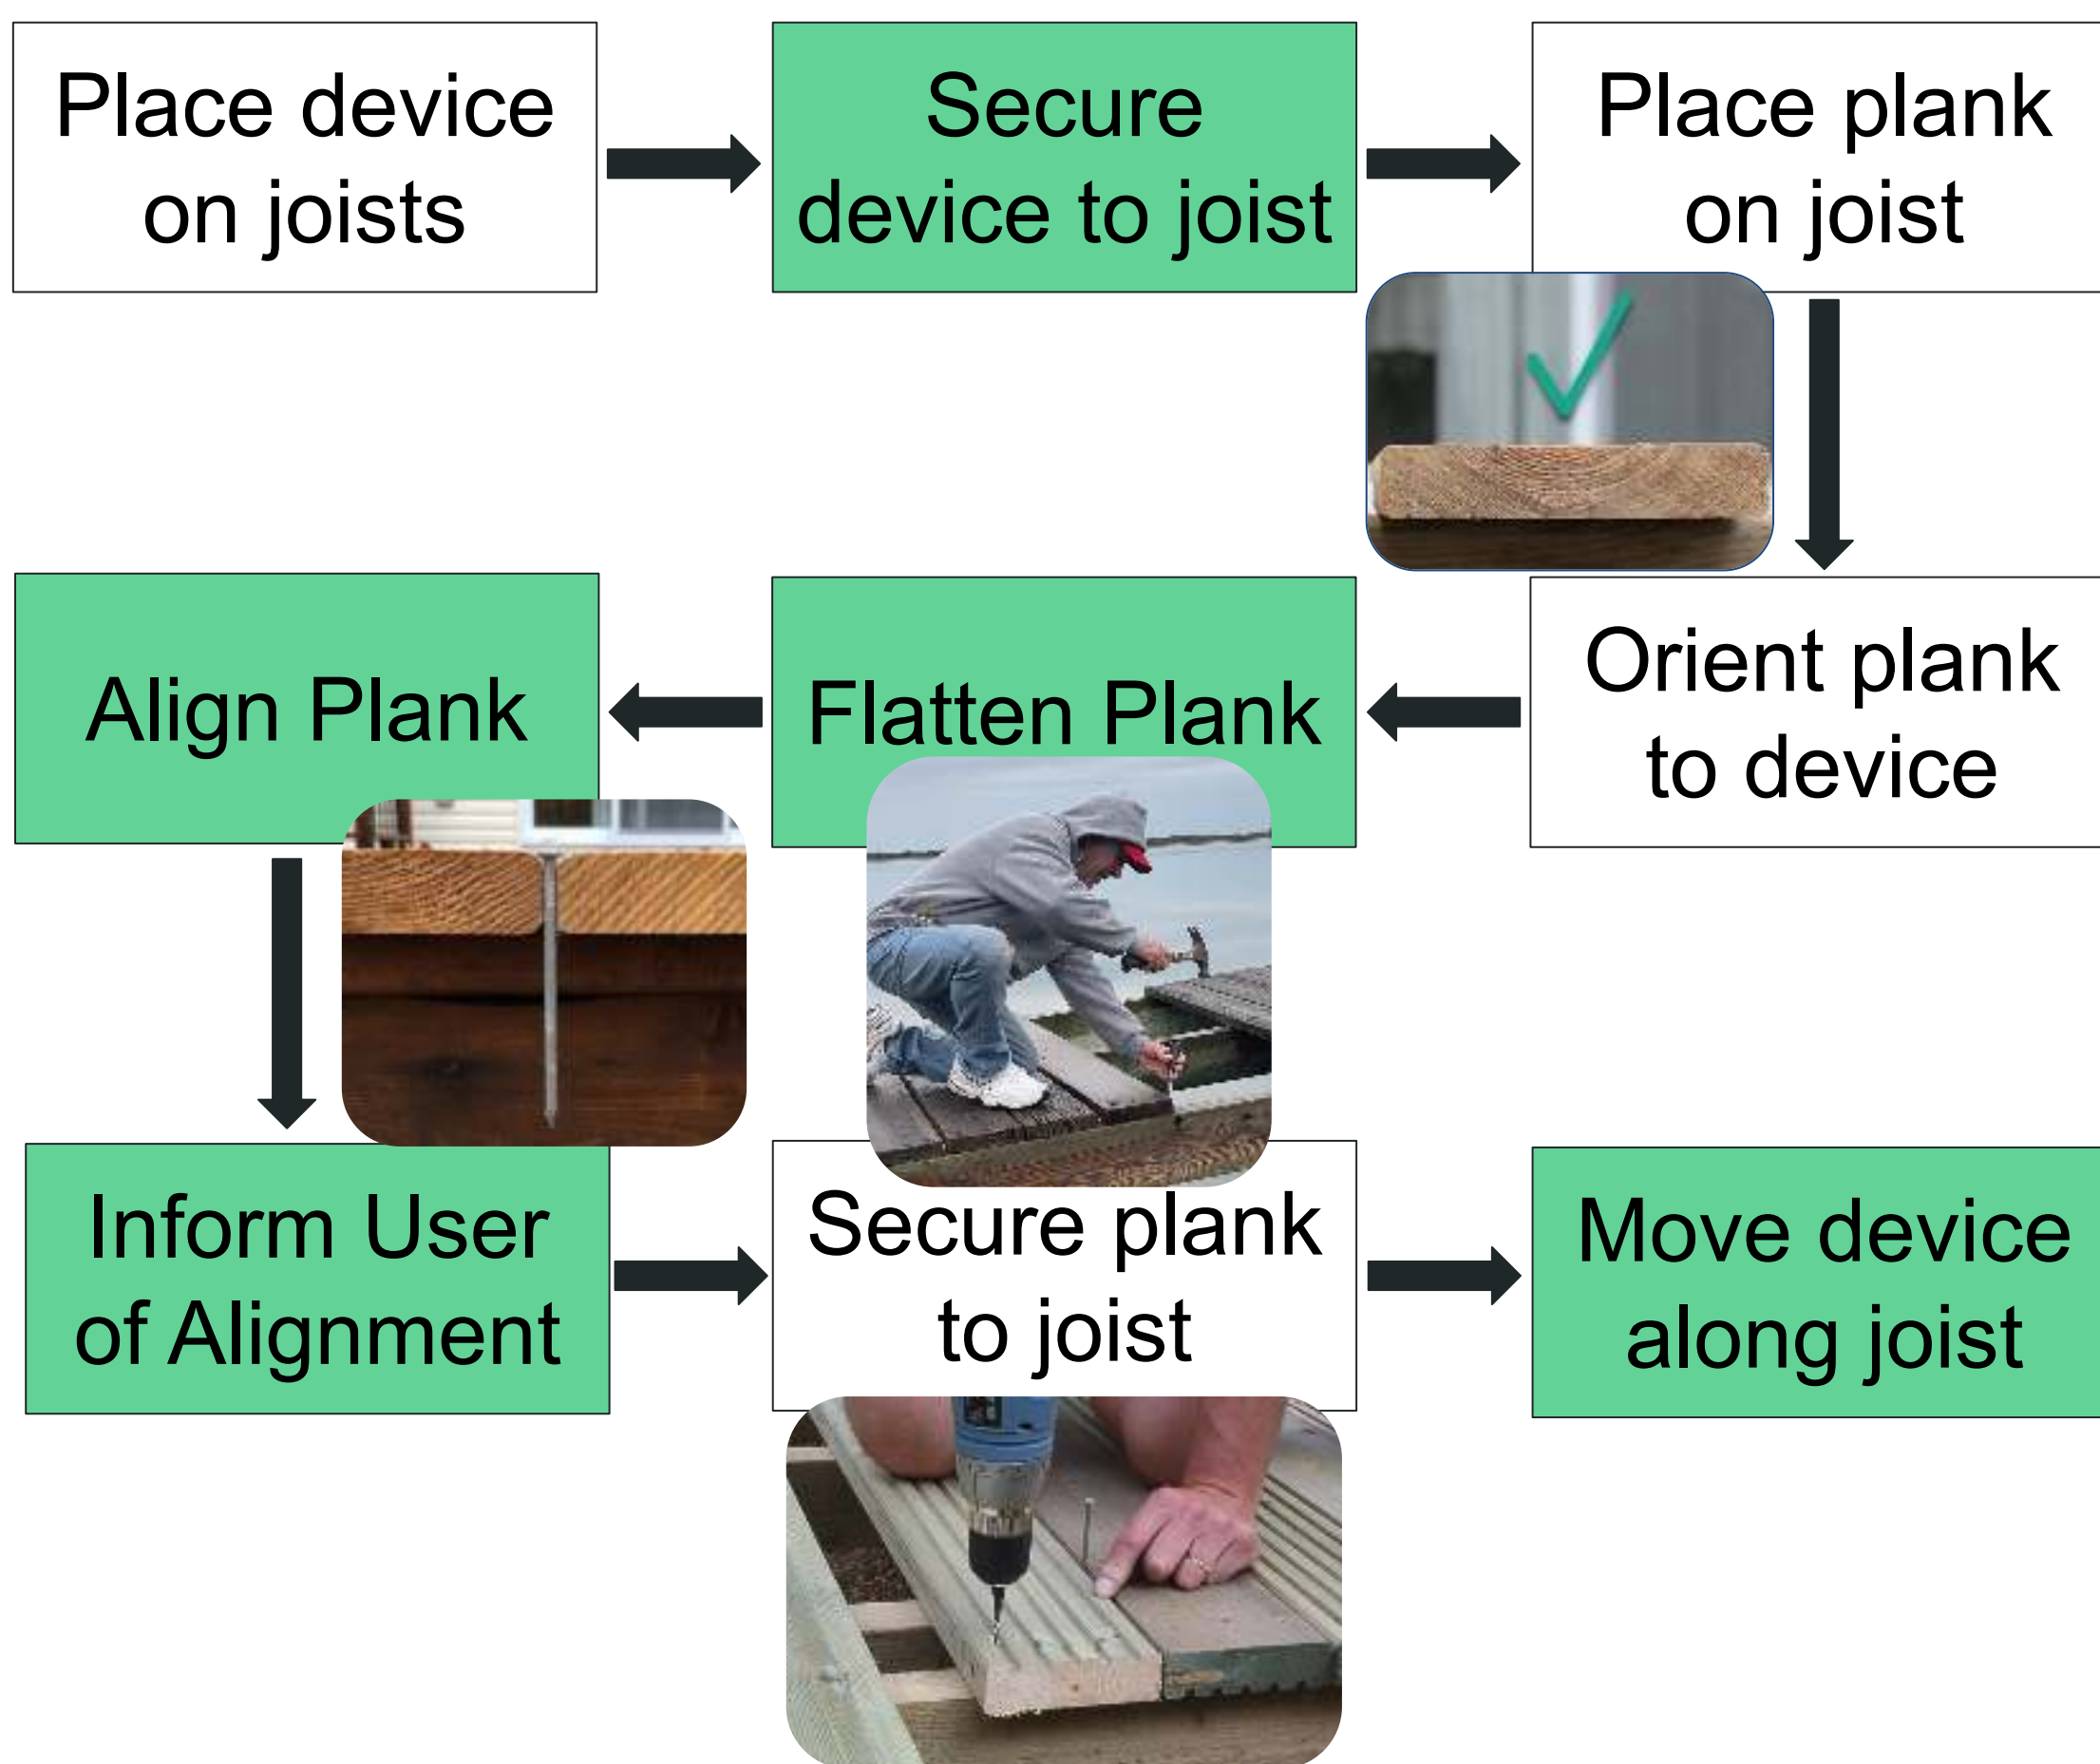 Place device
on joists
Secure
device to joist
Place plank
on joist
Orient plank
to device
Flatten Plank
Align Plank
Inform User
of Alignment
Secure plank
to joist
Move device
along joist